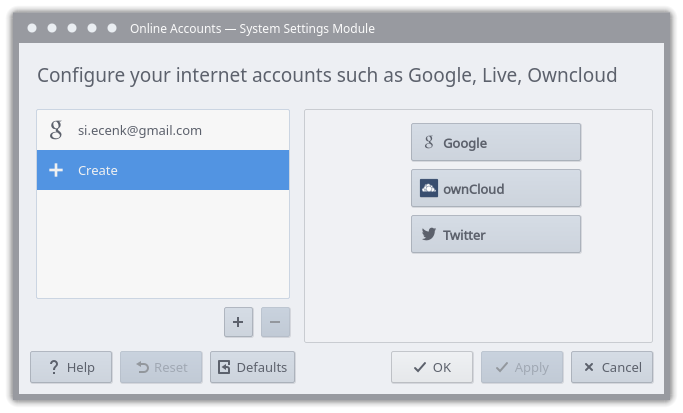 Online Accounts — System Settings Module
Configure your internet accounts such as Google, Live, Owncloud
si.ecenk@gmail.com
Create
Google
ownCloud
Twitter
Help
Reset
Defaults
OK
Apply
Cancel